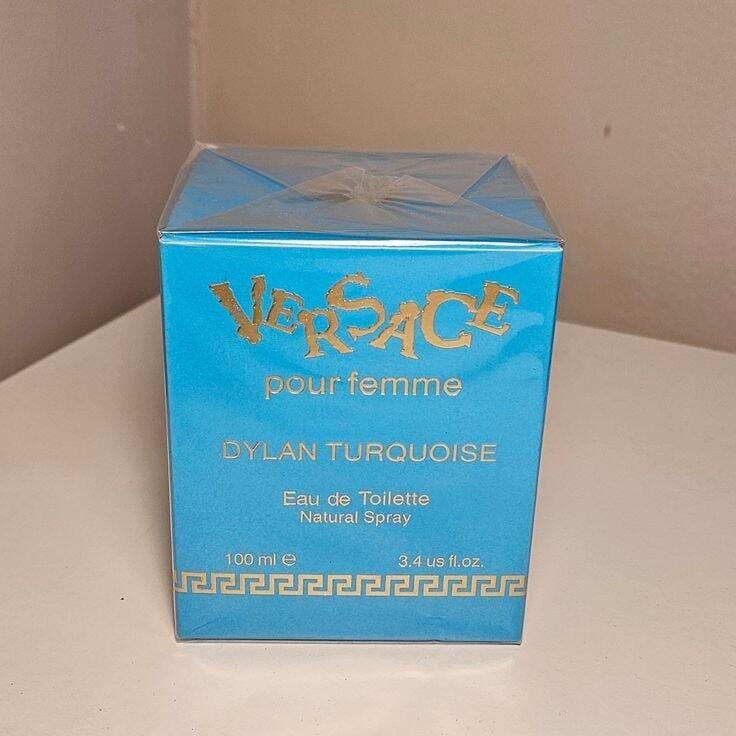 VERSACE
pour femme
DYLAN TURQUOISE
Eau de Toilette
Natural Spray
100 ml ℮ 3.4 us fl.oz.